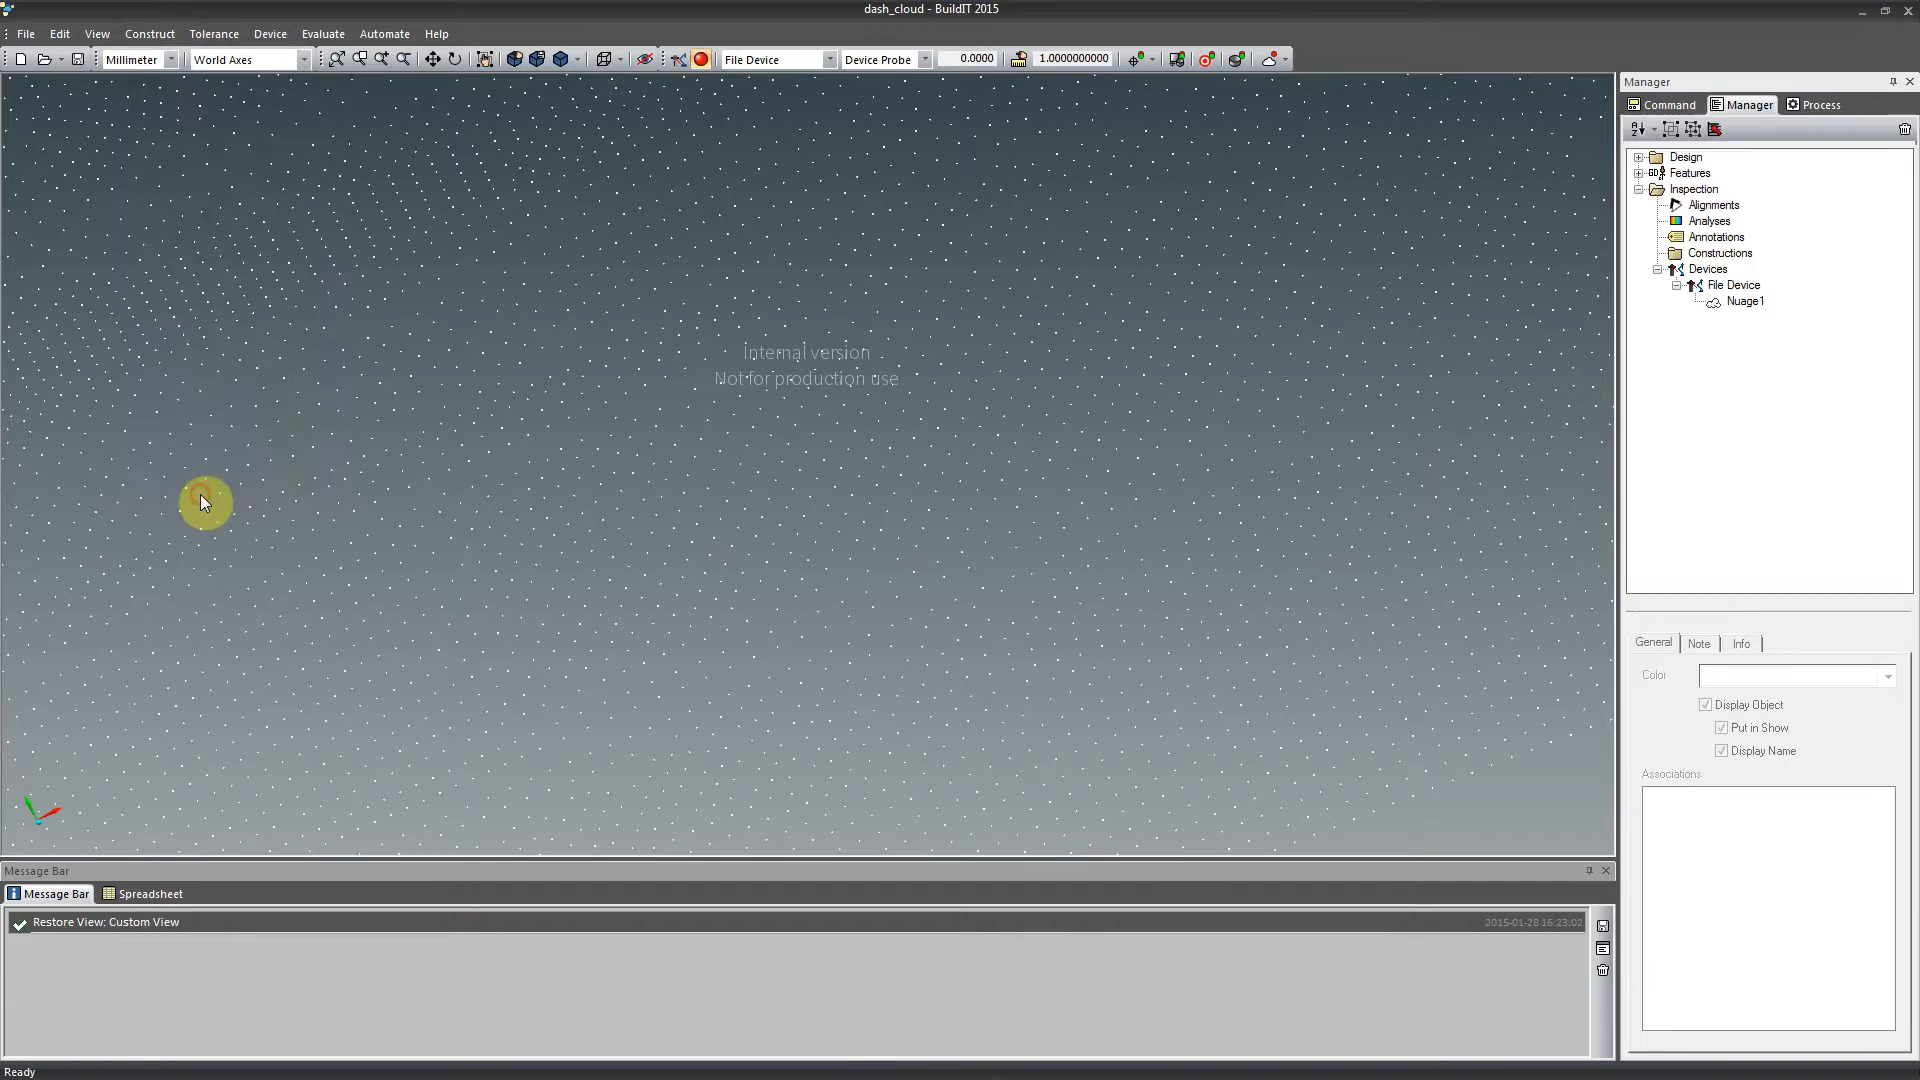 dash_cloud - BuildIT 2015
File Edit View Construct Tolerance Device Evaluate Automate Help
Millimeter World Axes File Device Device Probe 0.0000 1.0000000000
Manager
Command Manager Process
Design
Features
Inspection
Alignments
Analyses
Annotations
Constructions
Devices
File Device
Nuage1
Internal version
Not for production use
General Note Info
Color
Display Object
Put in Show
Display Name
Associations
Message Bar
Message Bar Spreadsheet
Restore View: Custom View 2015-01-28 16:23:02
Ready